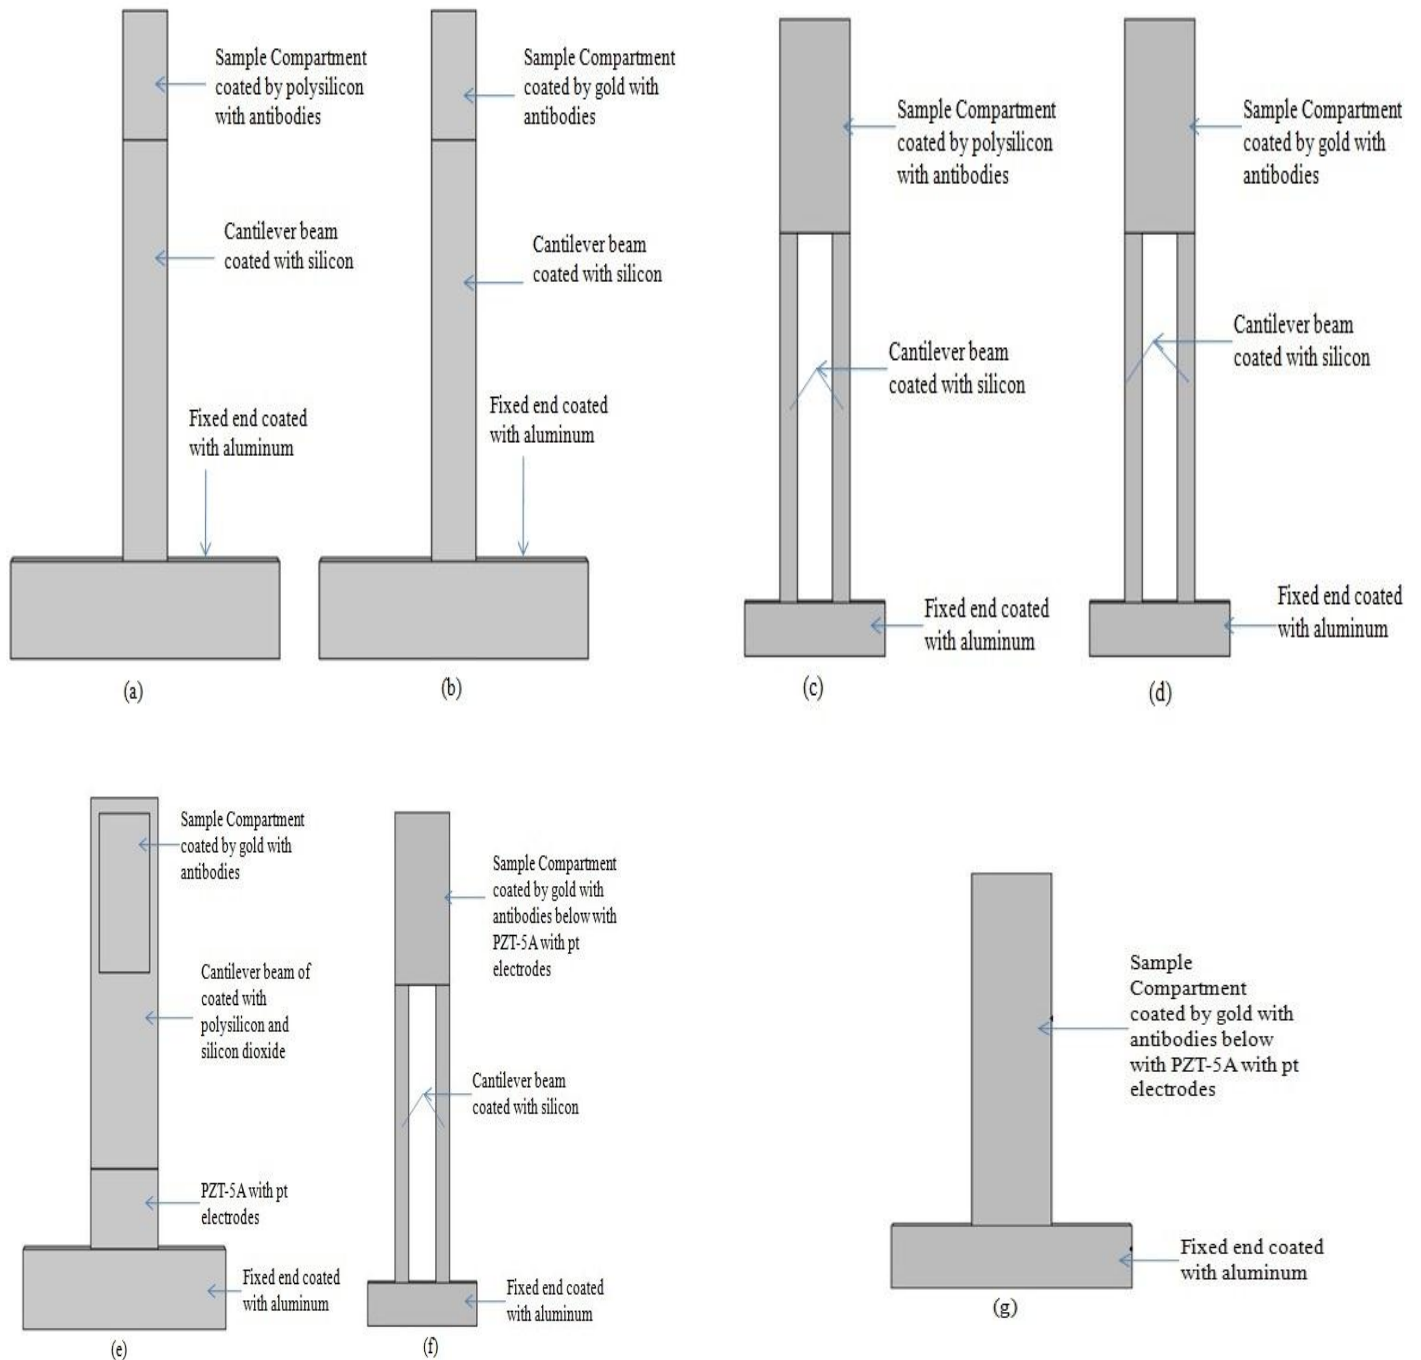 Sample Compartment
coated by polysilicon
with antibodies
Cantilever beam
coated with silicon
Fixed end coated
with aluminum
(a)
Sample Compartment
coated by gold with
antibodies
Cantilever beam
coated with silicon
Fixed end coated
with aluminum
(b)
Sample Compartment
coated by polysilicon
with antibodies
Cantilever beam
coated with silicon
Fixed end coated
with aluminum
(c)
Sample Compartment
coated by gold with
antibodies
Cantilever beam
coated with silicon
Fixed end coated
with aluminum
(d)
Sample Compartment
coated by gold with
antibodies
Cantilever beam of
coated with
polysilicon and
silicon dioxide
PZT-5A with pt
electrodes
Fixed end coated
with aluminum
(e)
Sample Compartment
coated by gold with
antibodies below with
PZT-5A with pt
electrodes
Cantilever beam
coated with silicon
Fixed end coated
with aluminum
(f)
Sample
Compartment
coated by gold with
antibodies below
with PZT-5A with pt
electrodes
Fixed end coated
with aluminum
(g)